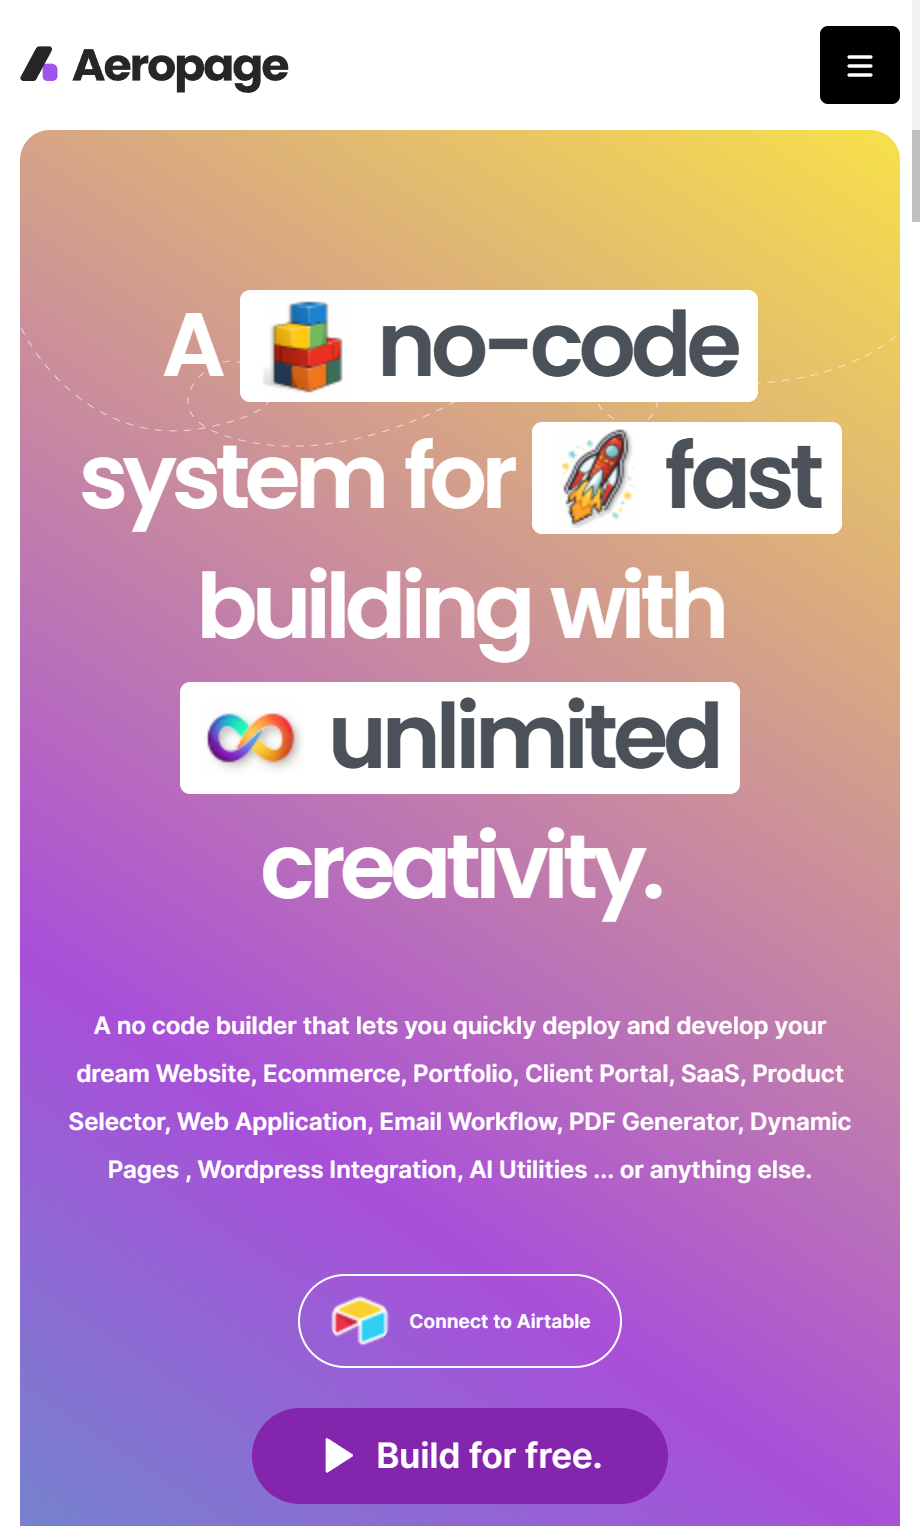 Aeropage
A no-code
system for fast
building with
unlimited
creativity.
A no code builder that lets you quickly deploy and develop your
dream Website, Ecommerce, Portfolio, Client Portal, SaaS, Product
Selector, Web Application, Email Workflow, PDF Generator, Dynamic
Pages , Wordpress Integration, AI Utilities ... or anything else.
Connect to Airtable
Build for free.